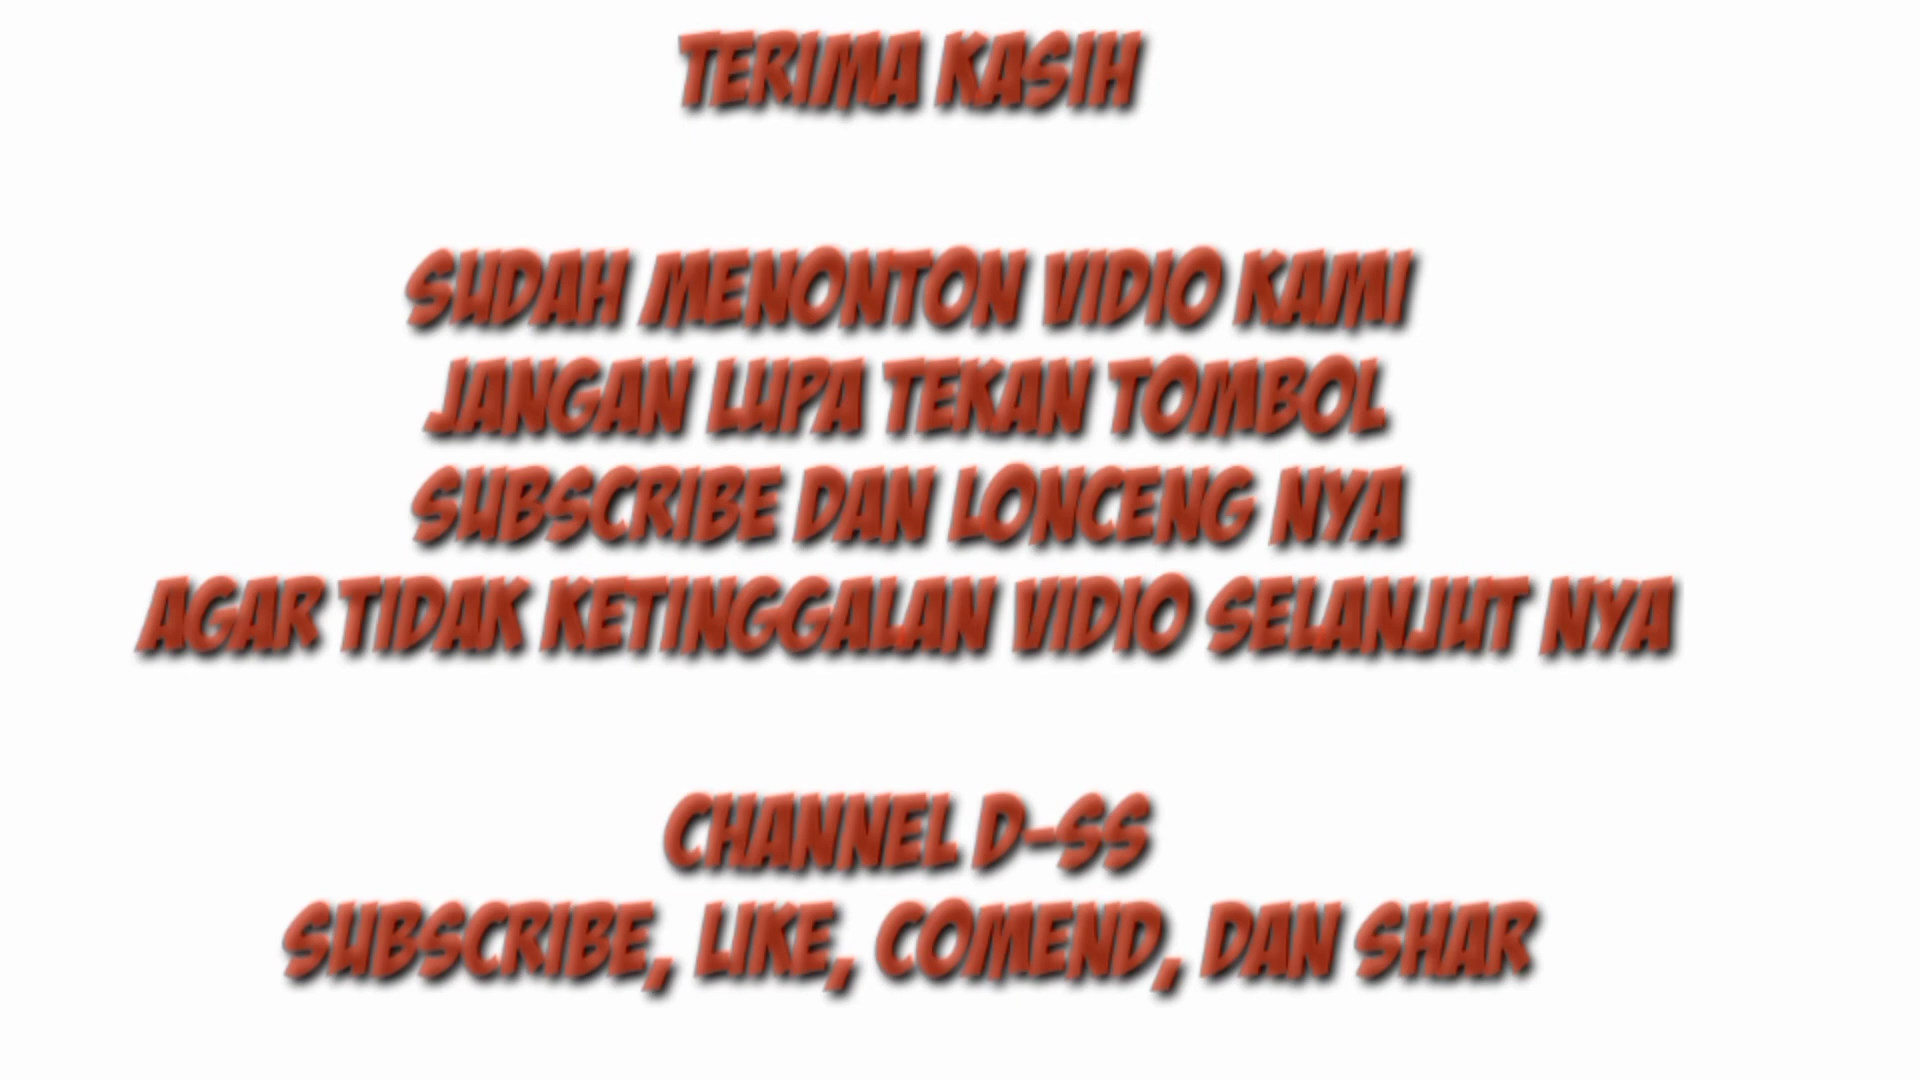 TERIMA KASIH
SUDAH MENONTON VIDIO KAMI
JANGAN LUPA TEKAN TOMBOL
SUBSCRIBE DAN LONCENG NYA
AGAR TIDAK KETINGGALAN VIDIO SELANJUT NYA
CHANNEL D-SS
SUBSCRIBE, LIKE, COMEND, DAN SHAR